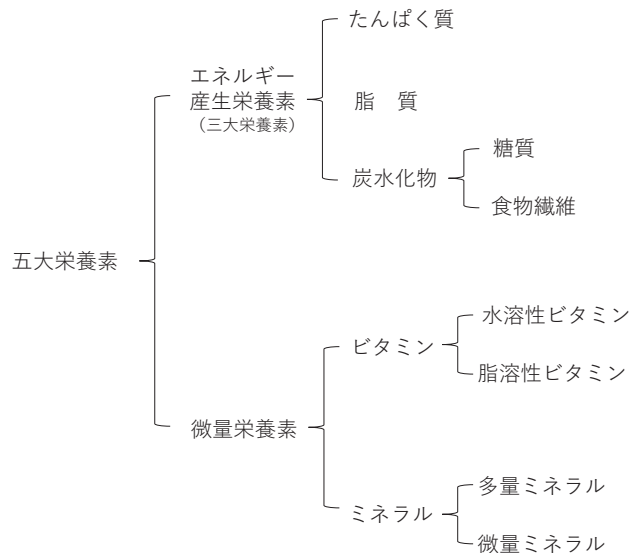 五大栄養素
エネルギー
産生栄養素
(三大栄養素)
たんぱく質
脂　質
炭水化物
糖質
食物繊維
微量栄養素
ビタミン
水溶性ビタミン
脂溶性ビタミン
ミネラル
多量ミネラル
微量ミネラル